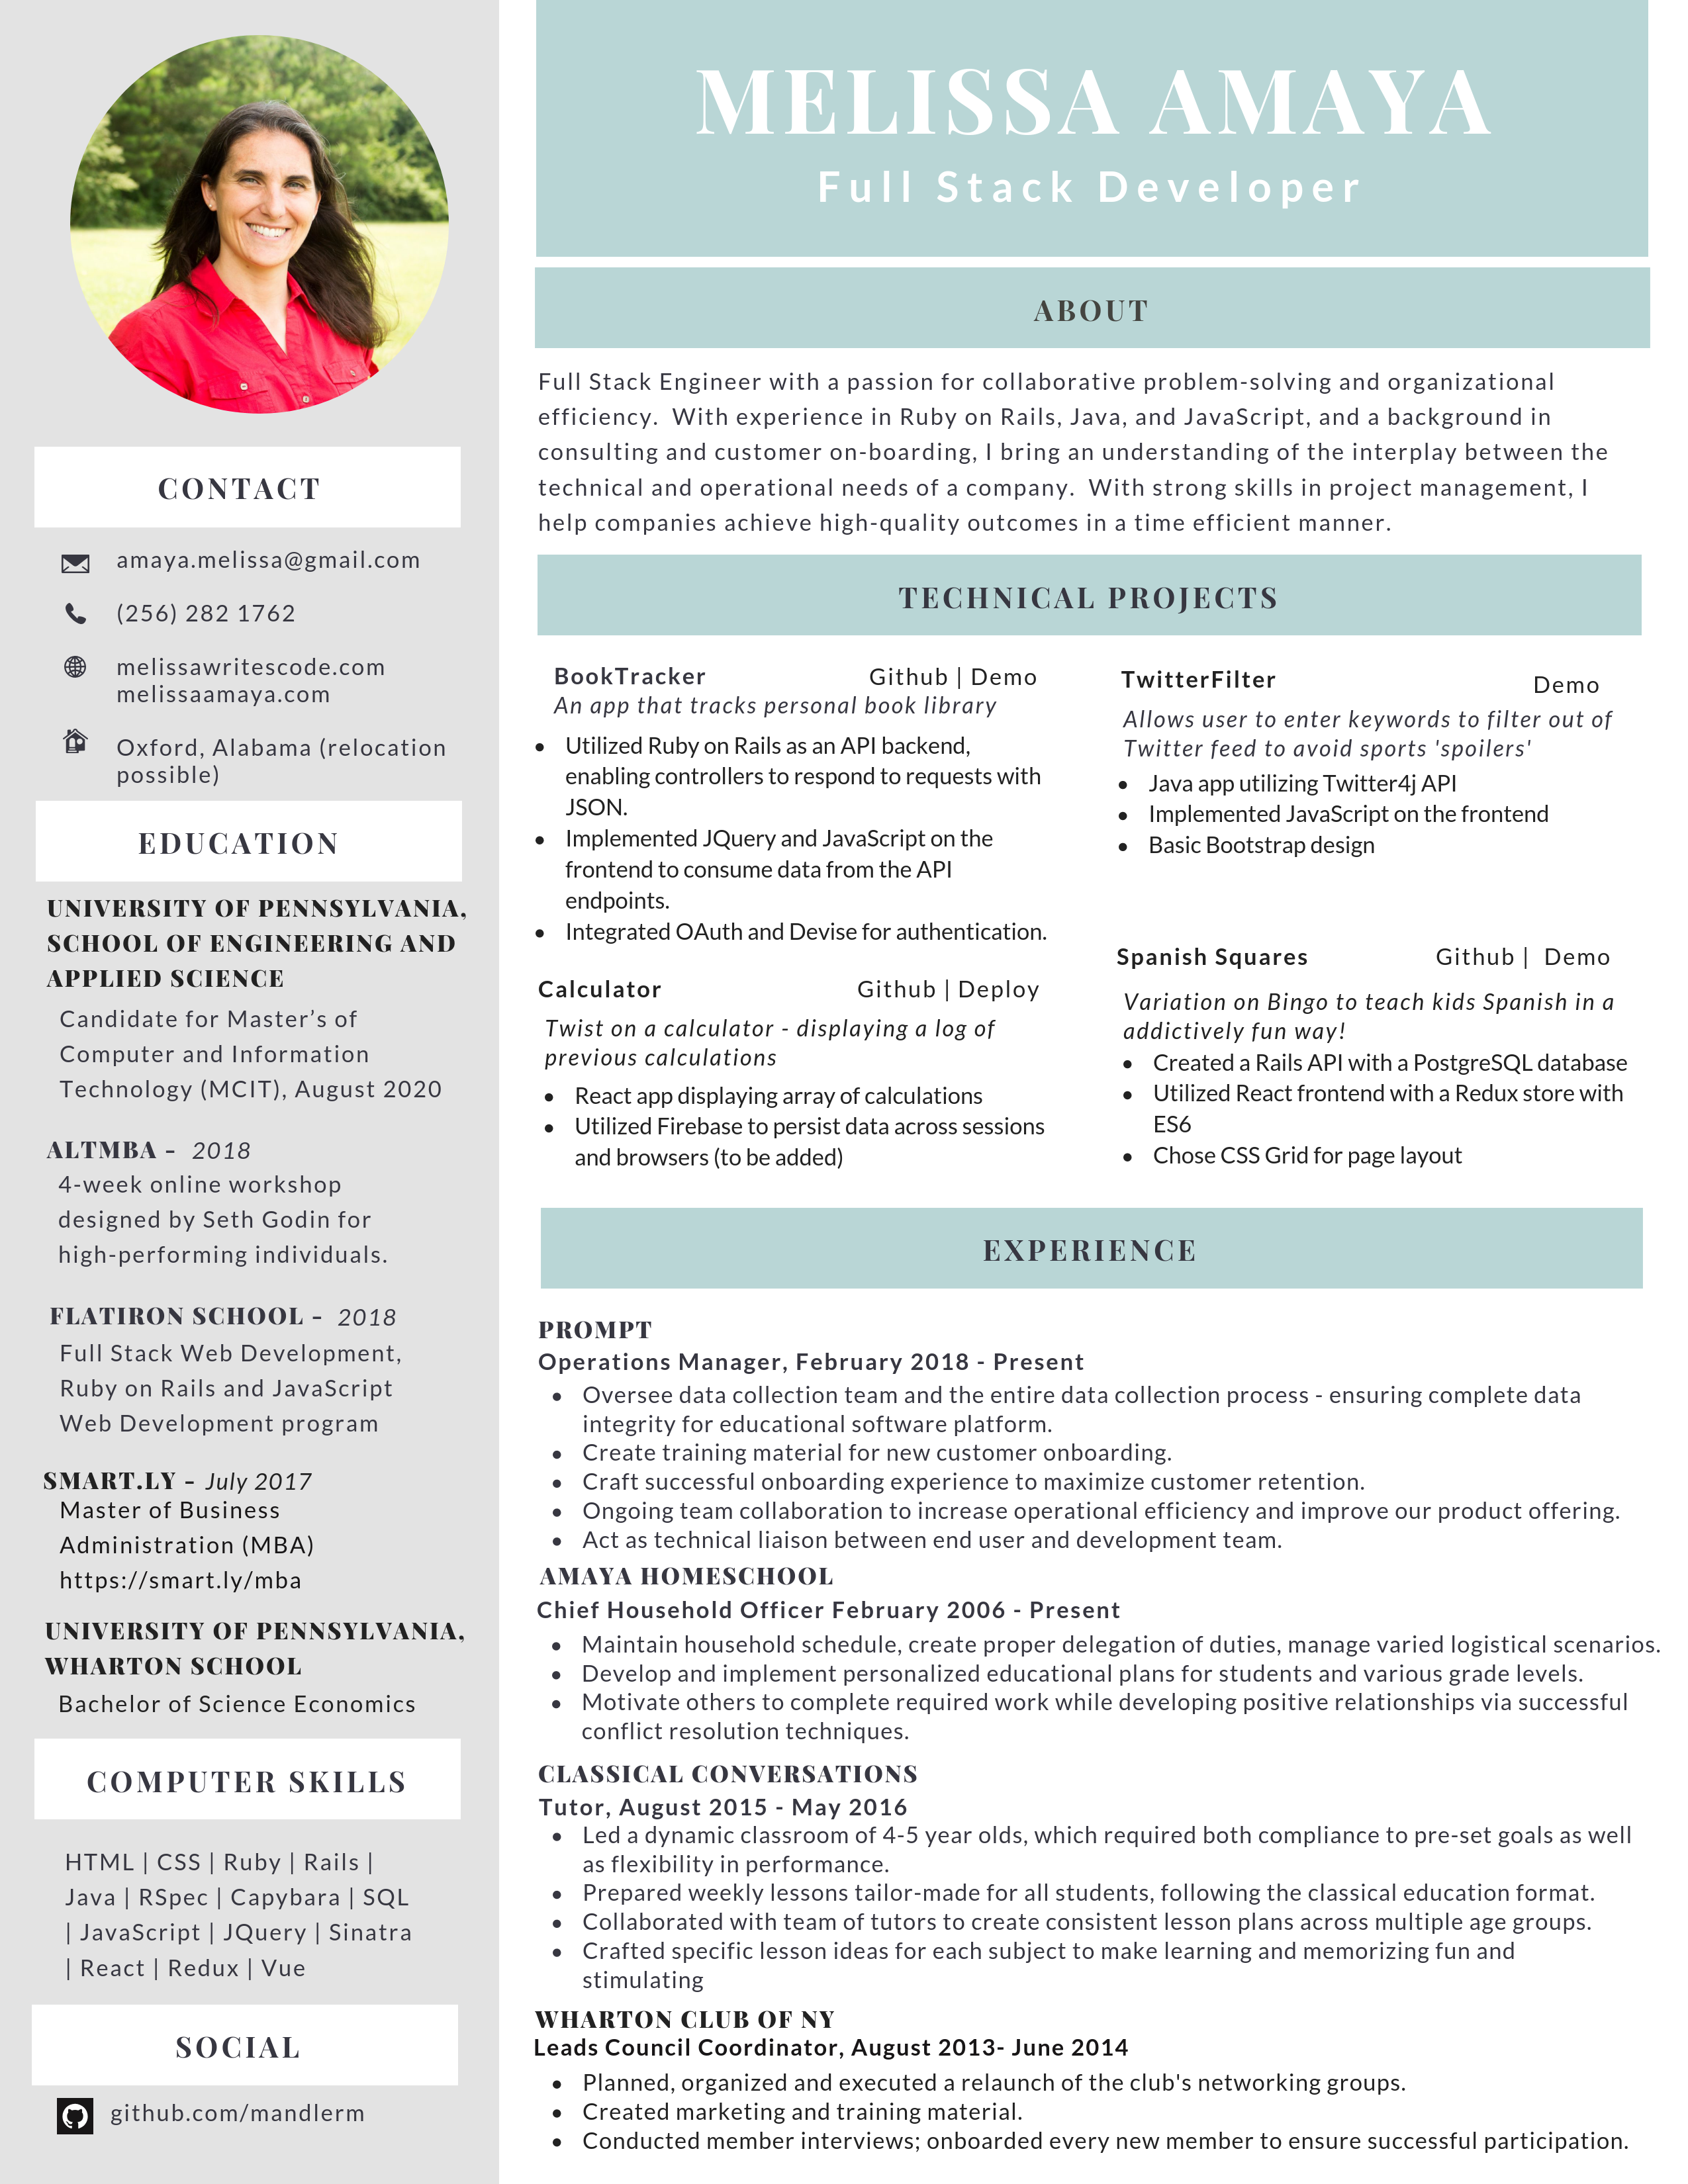 MELISSA AMAYA
Full Stack Developer
CONTACT
amaya.melissa@gmail.com
(256) 282 1762
melissawritescode.com
melissaamaya.com
Oxford, Alabama (relocation
possible)
EDUCATION
UNIVERSITY OF PENNSYLVANIA,
SCHOOL OF ENGINEERING AND
APPLIED SCIENCE
Candidate for Master’s of
Computer and Information
Technology (MCIT), August 2020
ALTMBA - 2018
4-week online workshop
designed by Seth Godin for
high-performing individuals.
FLATIRON SCHOOL - 2018
Full Stack Web Development,
Ruby on Rails and JavaScript
Web Development program
SMART.LY - July 2017
Master of Business
Administration (MBA)
https://smart.ly/mba
UNIVERSITY OF PENNSYLVANIA,
WHARTON SCHOOL
Bachelor of Science Economics
COMPUTER SKILLS
HTML | CSS | Ruby | Rails |
Java | RSpec | Capybara | SQL
| JavaScript | JQuery | Sinatra
| React | Redux | Vue
SOCIAL
github.com/mandlerm
ABOUT
Full Stack Engineer with a passion for collaborative problem-solving and organizational
efficiency. With experience in Ruby on Rails, Java, and JavaScript, and a background in
consulting and customer on-boarding, I bring an understanding of the interplay between the
technical and operational needs of a company. With strong skills in project management, I
help companies achieve high-quality outcomes in a time efficient manner.
TECHNICAL PROJECTS
BookTracker Github | Demo
An app that tracks personal book library
• Utilized Ruby on Rails as an API backend,
enabling controllers to respond to requests with
JSON.
• Implemented JQuery and JavaScript on the
frontend to consume data from the API
endpoints.
• Integrated OAuth and Devise for authentication.
Calculator Github | Deploy
Twist on a calculator - displaying a log of
previous calculations
• React app displaying array of calculations
• Utilized Firebase to persist data across sessions
and browsers (to be added)
TwitterFilter Demo
Allows user to enter keywords to filter out of
Twitter feed to avoid sports 'spoilers'
• Java app utilizing Twitter4j API
• Implemented JavaScript on the frontend
• Basic Bootstrap design
Spanish Squares Github | Demo
Variation on Bingo to teach kids Spanish in a
addictively fun way!
• Created a Rails API with a PostgreSQL database
• Utilized React frontend with a Redux store with
ES6
• Chose CSS Grid for page layout
EXPERIENCE
PROMPT
Operations Manager, February 2018 - Present
• Oversee data collection team and the entire data collection process - ensuring complete data
integrity for educational software platform.
• Create training material for new customer onboarding.
• Craft successful onboarding experience to maximize customer retention.
• Ongoing team collaboration to increase operational efficiency and improve our product offering.
• Act as technical liaison between end user and development team.
AMAYA HOMESCHOOL
Chief Household Officer February 2006 - Present
• Maintain household schedule, create proper delegation of duties, manage varied logistical scenarios.
• Develop and implement personalized educational plans for students and various grade levels.
• Motivate others to complete required work while developing positive relationships via successful
conflict resolution techniques.
CLASSICAL CONVERSATIONS
Tutor, August 2015 - May 2016
• Led a dynamic classroom of 4-5 year olds, which required both compliance to pre-set goals as well
as flexibility in performance.
• Prepared weekly lessons tailor-made for all students, following the classical education format.
• Collaborated with team of tutors to create consistent lesson plans across multiple age groups.
• Crafted specific lesson ideas for each subject to make learning and memorizing fun and
stimulating
WHARTON CLUB OF NY
Leads Council Coordinator, August 2013- June 2014
• Planned, organized and executed a relaunch of the club's networking groups.
• Created marketing and training material.
• Conducted member interviews; onboarded every new member to ensure successful participation.